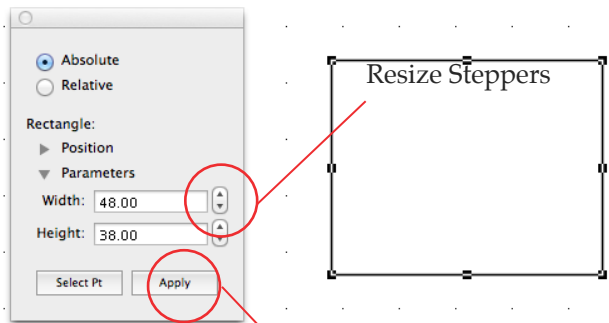 Absolute
Relative
Rectangle:
Position
Parameters
Width: 48.00
Height: 38.00
Select Pt Apply
Resize Steppers